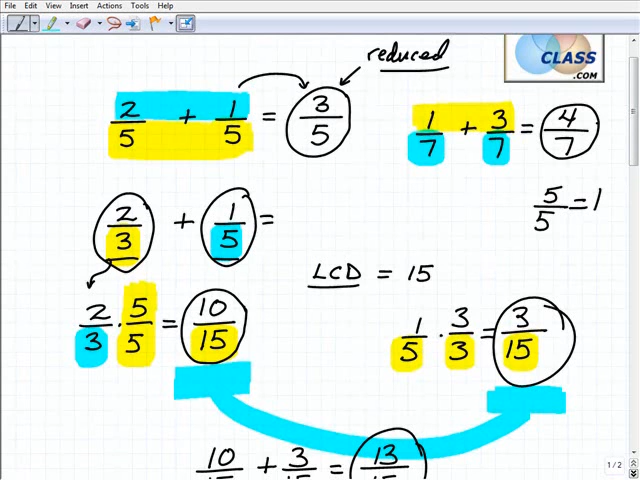 File Edit View Insert Actions Tools Help
reduced
CLASS
.COM
2/5 + 1/5 = 3/5
1/7 + 3/7 = 4/7
5/5 = 1
2/3 + 1/5 =
LCD = 15
2/3 · 5/5 = 10/15
1/5 · 3/3 = 3/15
10/15 + 3/15 = 13/15
1 / 2